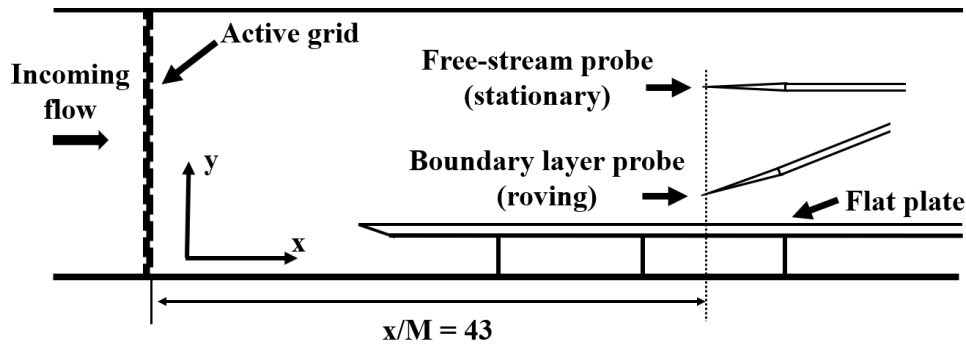 Active grid
Incoming
flow
Free-stream probe
(stationary)
y
Boundary layer probe
(roving)
Flat plate
x
x/M = 43